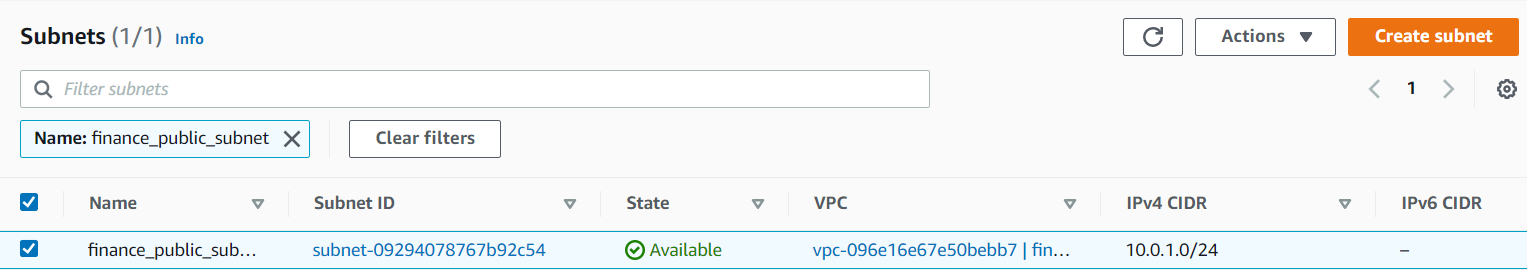 Subnets (1/1) Info
Actions
Create subnet
Filter subnets
1
Name: finance_public_subnet
Clear filters
Name Subnet ID State VPC IPv4 CIDR IPv6 CIDR
finance_public_sub… subnet-09294078767b92c54 Available vpc-096e16e67e50bebb7 | fin… 10.0.1.0/24 –